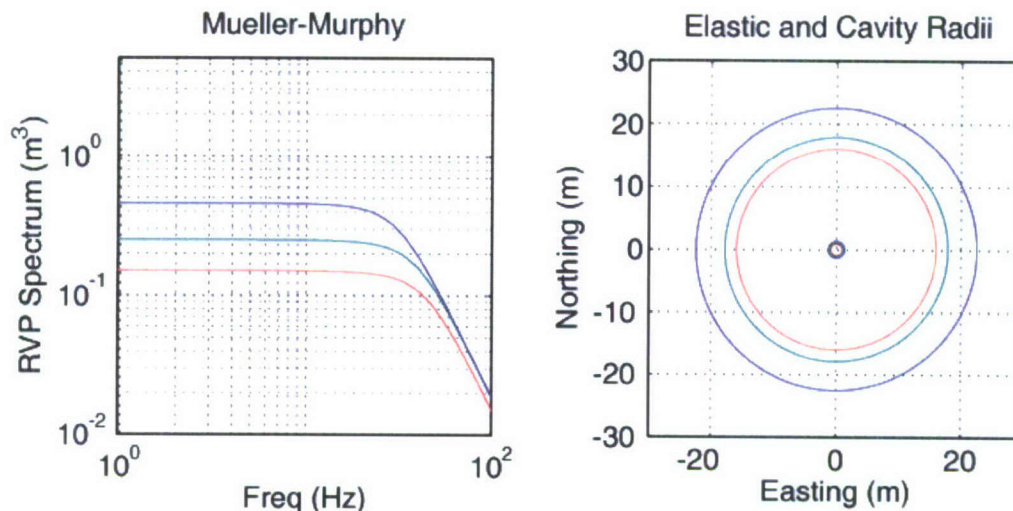 Mueller-Murphy
RVP Spectrum (m³)
10⁰
10⁻¹
10⁻²
10⁰
10²
Freq (Hz)
Elastic and Cavity Radii
Northing (m)
30
20
10
0
-10
-20
-30
-20
0
20
Easting (m)